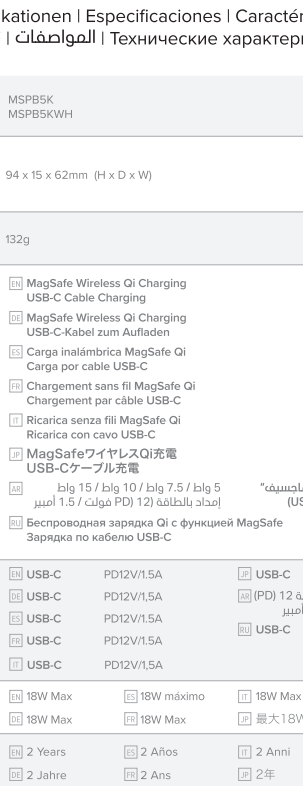 kationen | Especificaciones | Caractér
| المواصفات | Технические характер
MSPB5K
MSPB5KWH
94 x 15 x 62mm (H x D x W)
132g
EN MagSafe Wireless Qi Charging
USB-C Cable Charging
DE MagSafe Wireless Qi Charging
USB-C-Kabel zum Aufladen
ES Carga inalámbrica MagSafe Qi
Carga por cable USB-C
FR Chargement sans fil MagSafe Qi
Chargement par câble USB-C
IT Ricarica senza fili MagSafe Qi
Ricarica con cavo USB-C
JP MagSafeワイヤレスQi充電
USB-Cケーブル充電
AR 5 واط / 7.5 واط / 10 واط / 15 واط
إمداد بالطاقة (PD 12 فولت / 1.5 أمبير
RU Беспроводная зарядка Qi с функцией MagSafe
Зарядка по кабелю USB-C
EN USB-C PD12V/1.5A JP USB-C
DE USB-C PD12V/1,5A AR (PD) 12 ة
أمبير
ES USB-C PD12V/1.5A
FR USB-C PD12V/1.5A RU USB-C
IT USB-C PD12V/1,5A
EN 18W Max ES 18W máximo IT 18W Max
DE 18W Max FR 18W Max JP 最大18W
EN 2 Years ES 2 Años IT 2 Anni
DE 2 Jahre FR 2 Ans JP 2年